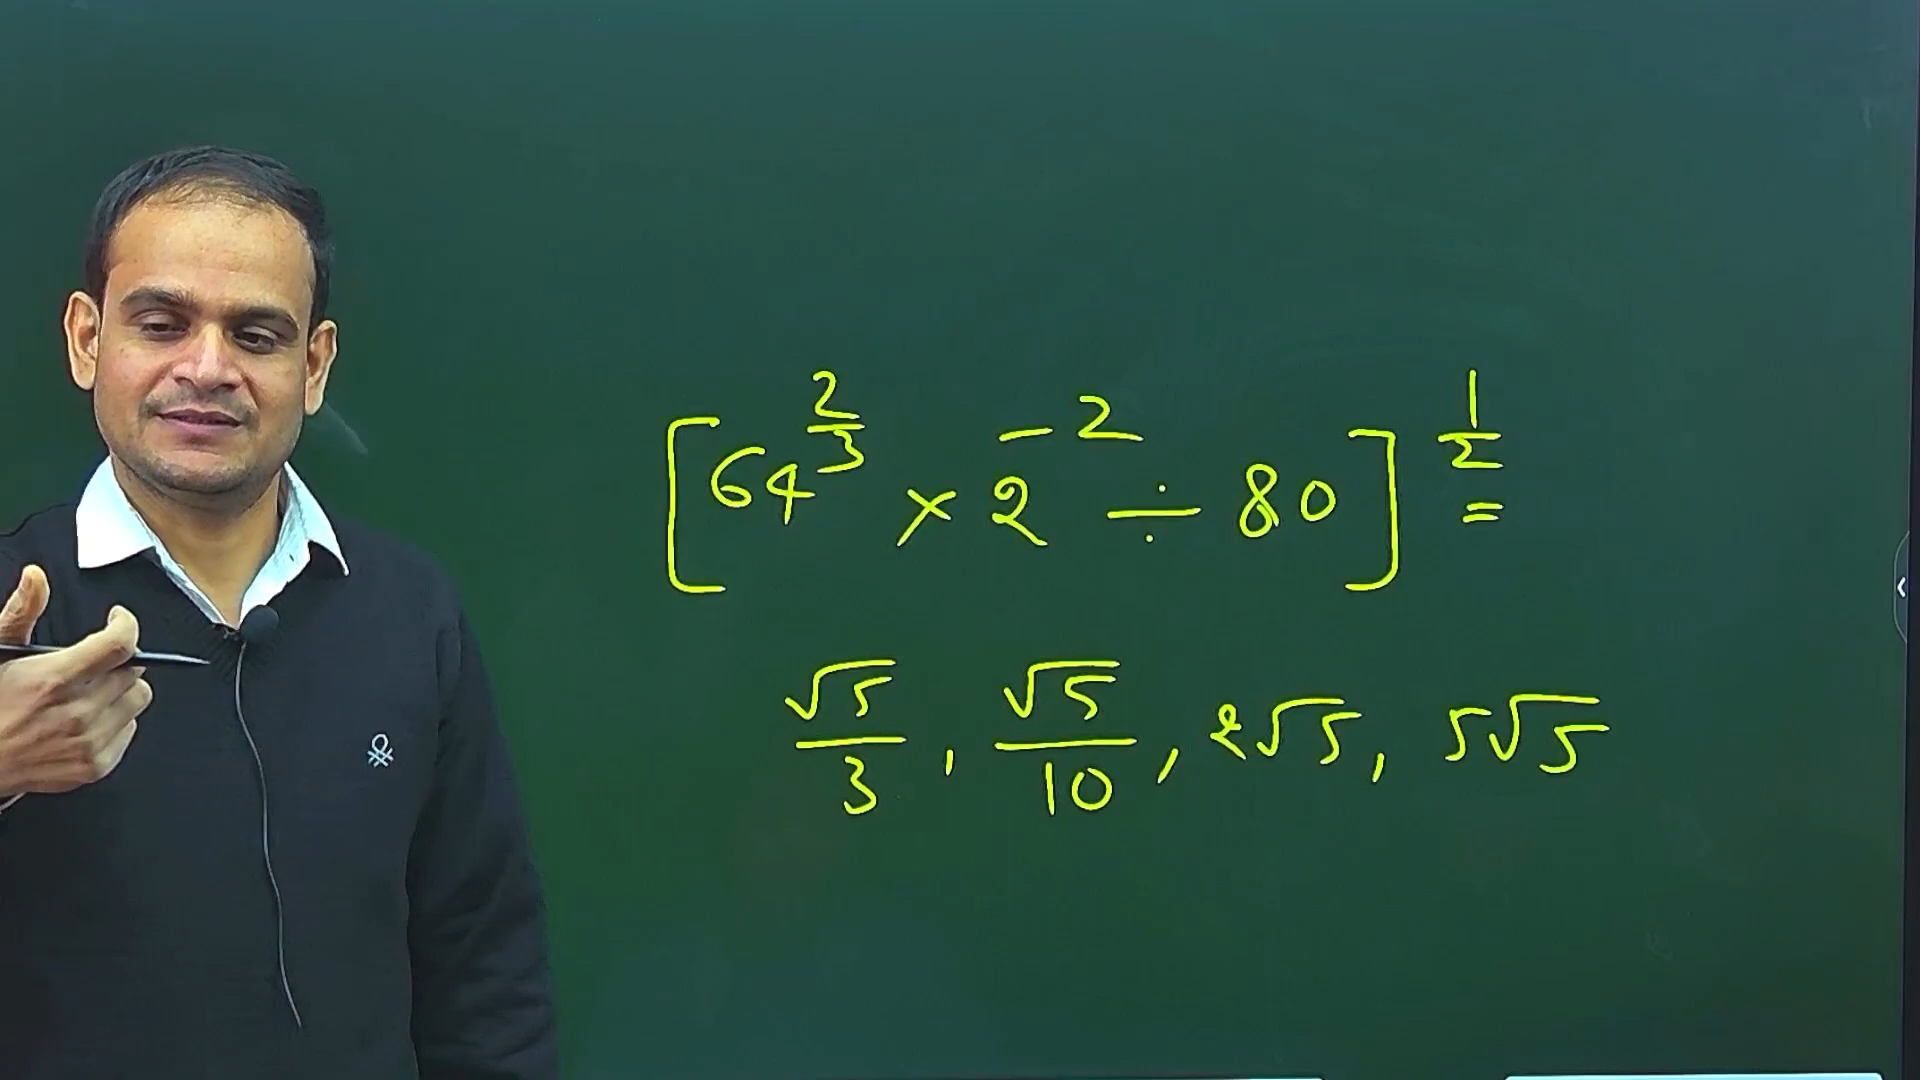 [64^(2/3) × 2^(-2) ÷ 80]^(1/2) =
√5/3 , √5/10 , 2√5 , 5√5